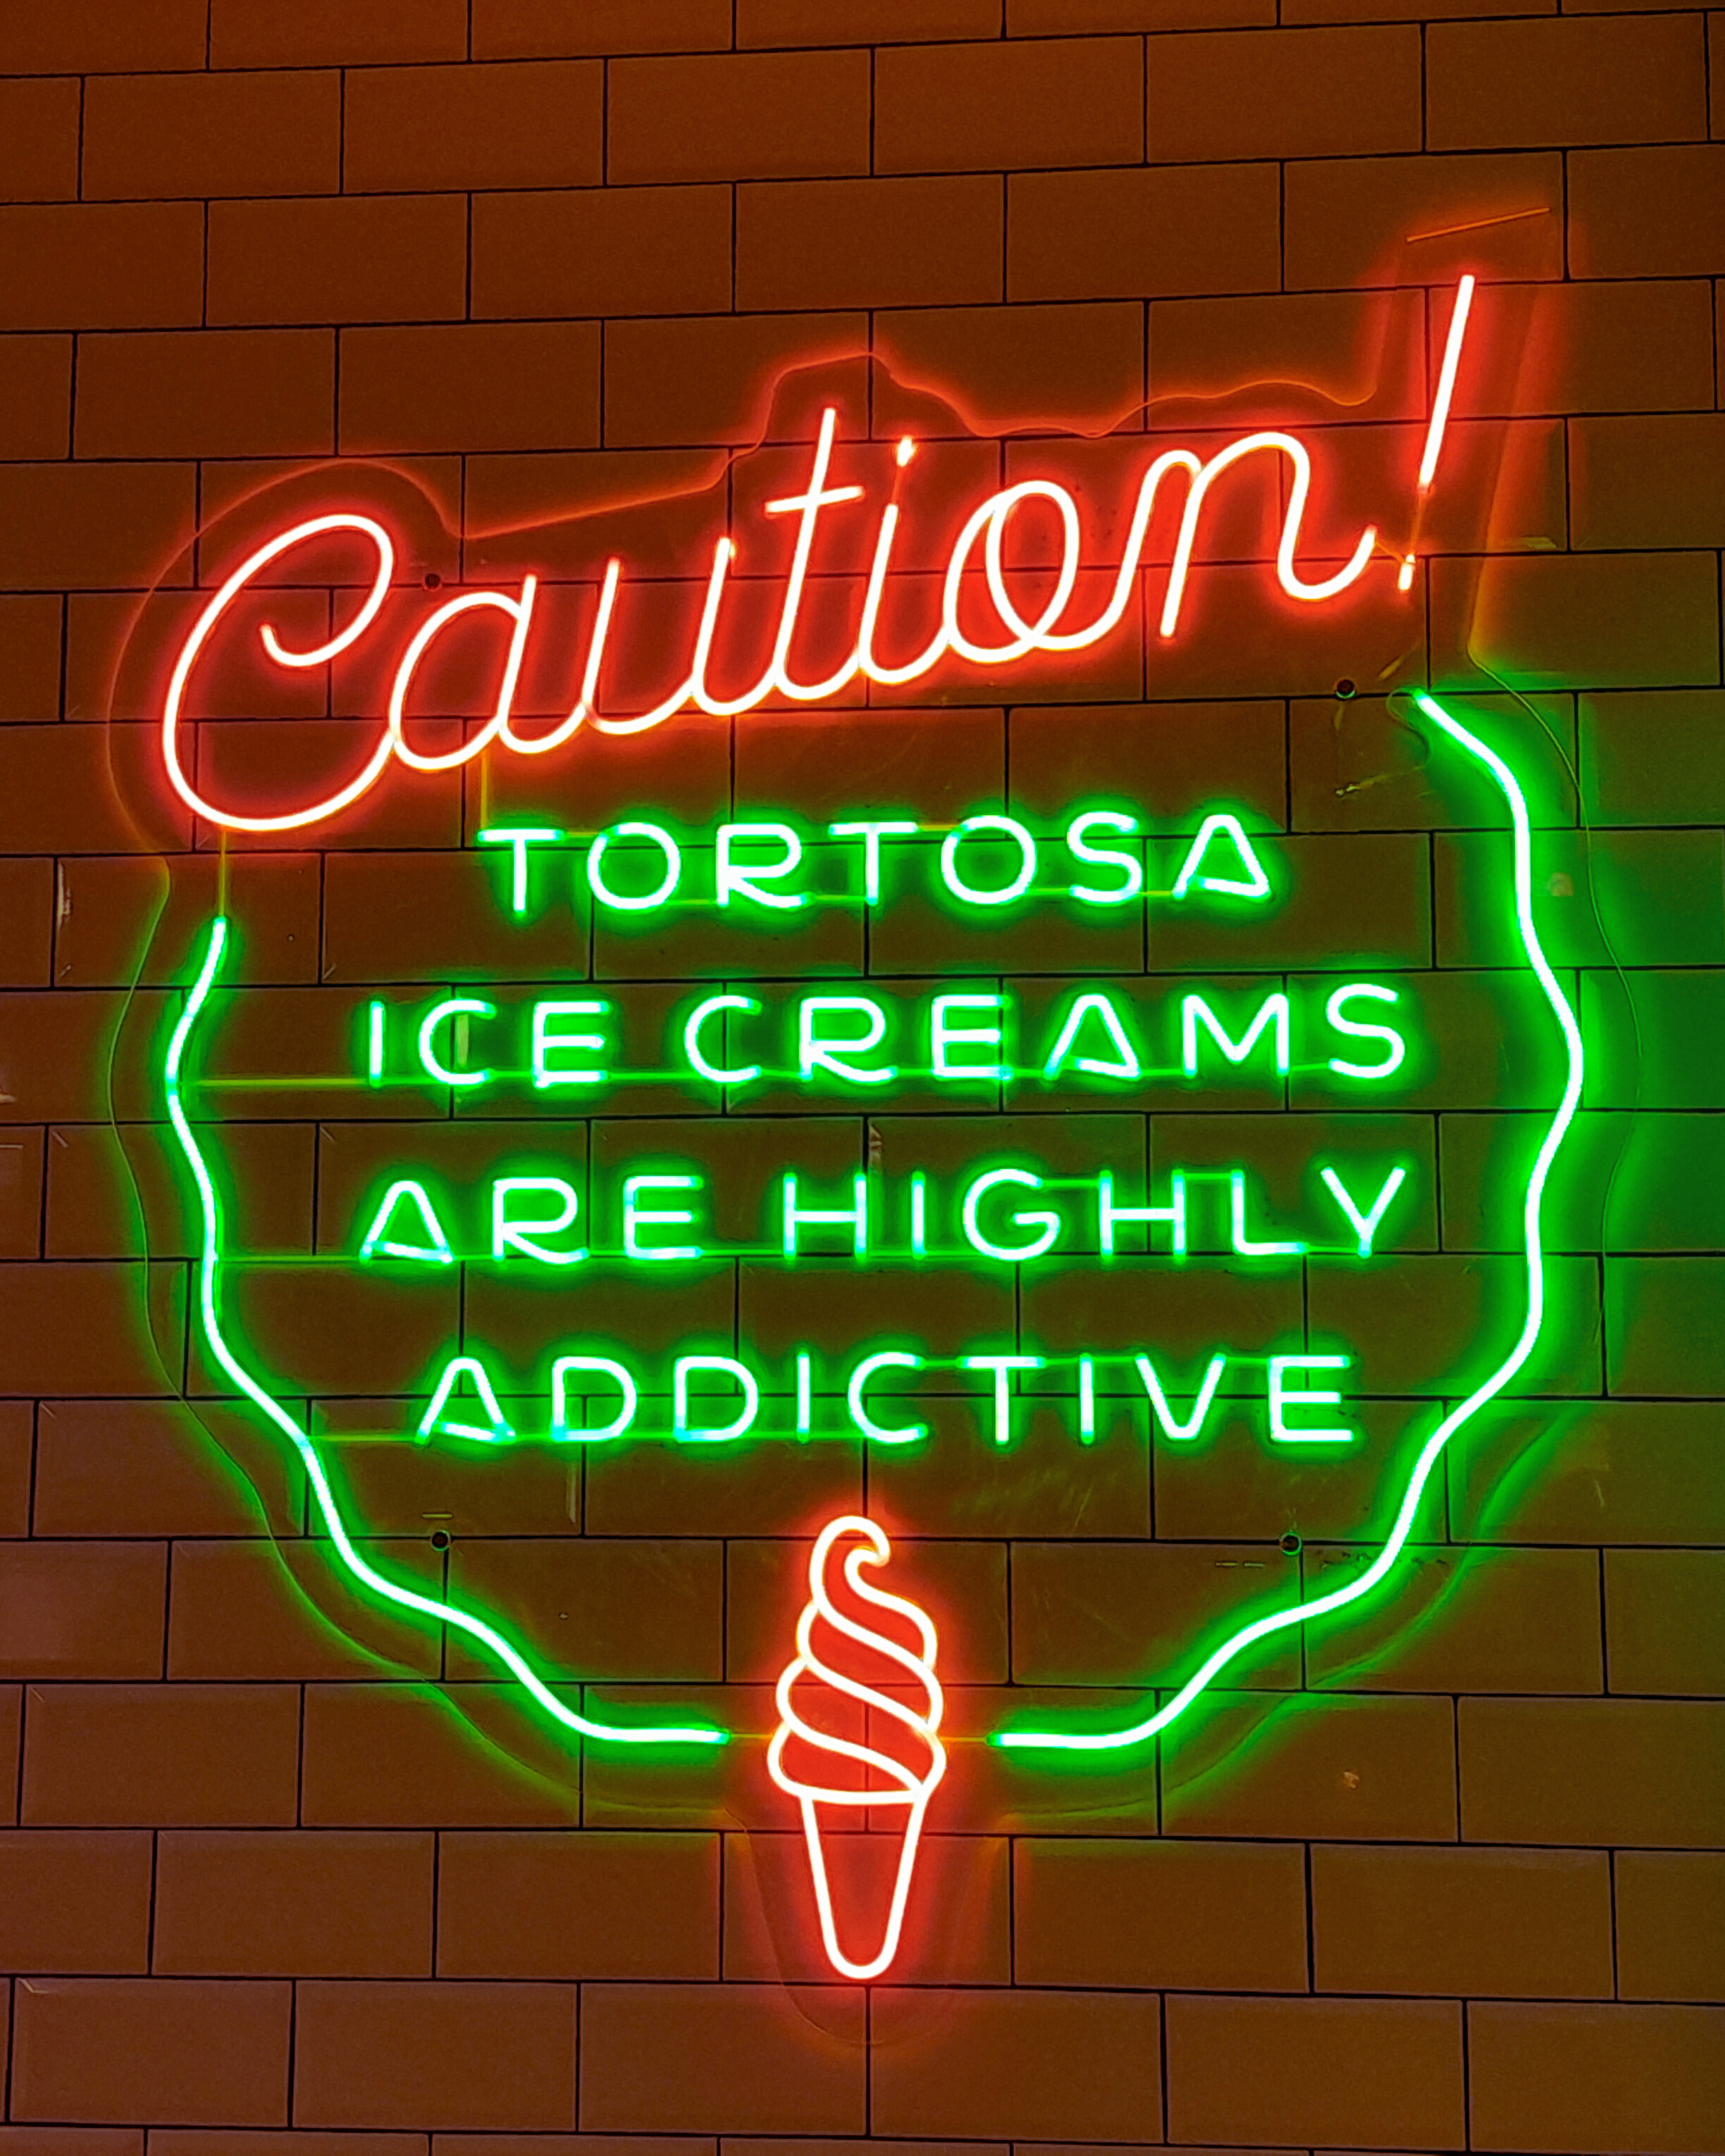 Caution!
TORTOSA
ICE CREAMS
ARE HIGHLY
ADDICTIVE